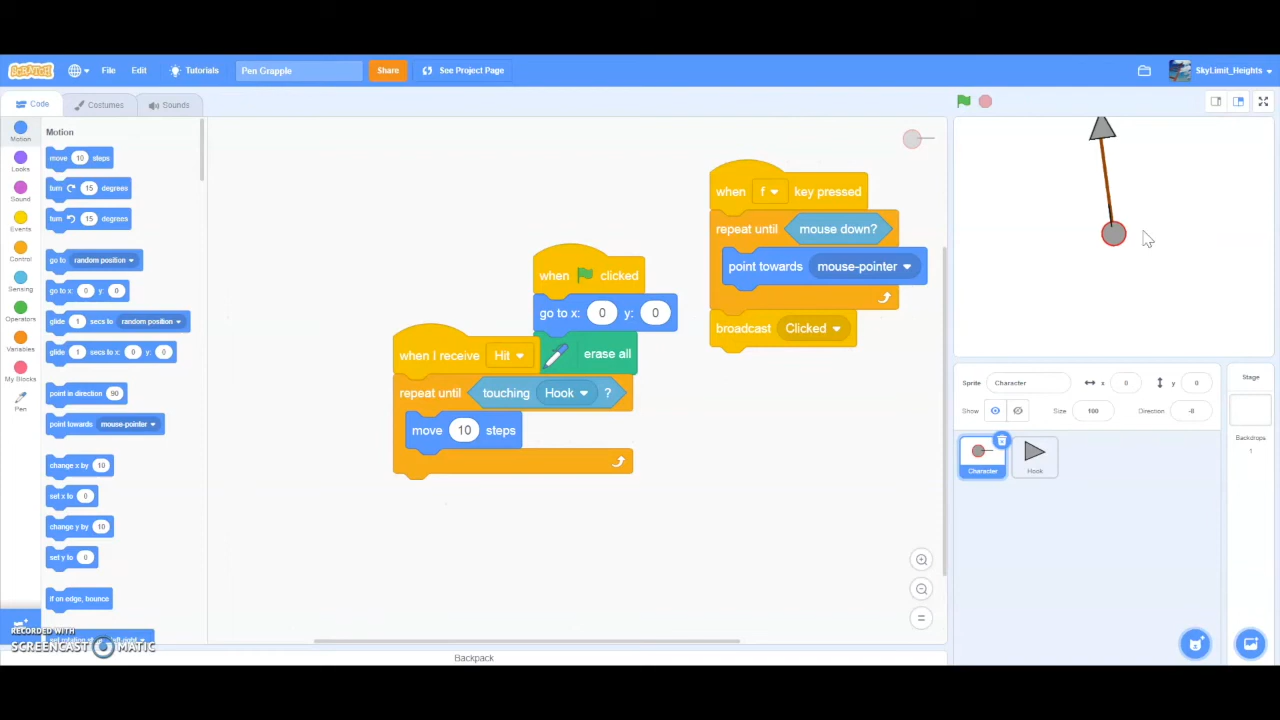 SCRATCH File Edit Tutorials Pen Grapple Share See Project Page SkyLimit_Heights
Code Costumes Sounds
Motion
Looks
Sound
Events
Control
Sensing
Operators
Variables
My Blocks
Pen
Motion
move 10 steps
turn 15 degrees
turn 15 degrees
go to random position
go to x: 0 y: 0
glide 1 secs to random position
glide 1 secs to x: 0 y: 0
point in direction 90
point towards mouse-pointer
change x by 10
set x to 0
change y by 10
set y to 0
if on edge, bounce
when f key pressed
repeat until mouse down?
point towards mouse-pointer
broadcast Clicked
when clicked
go to x: 0 y: 0
erase all
when I receive Hit
repeat until touching Hook ?
move 10 steps
Sprite Character x 0 y 0
Show Size 100 Direction -8
Character
Hook
Stage
Backdrops
1
Backpack
RECORDED WITH
SCREENCAST MATIC